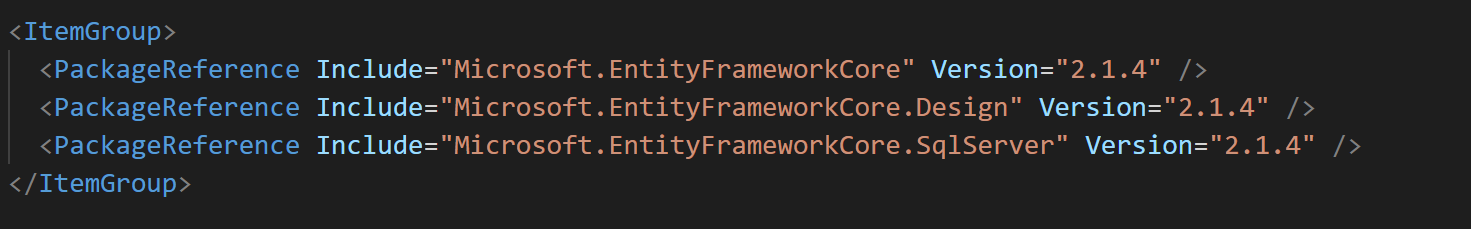 <ItemGroup>
<PackageReference Include="Microsoft.EntityFrameworkCore" Version="2.1.4" />
<PackageReference Include="Microsoft.EntityFrameworkCore.Design" Version="2.1.4" />
<PackageReference Include="Microsoft.EntityFrameworkCore.SqlServer" Version="2.1.4" />
</ItemGroup>